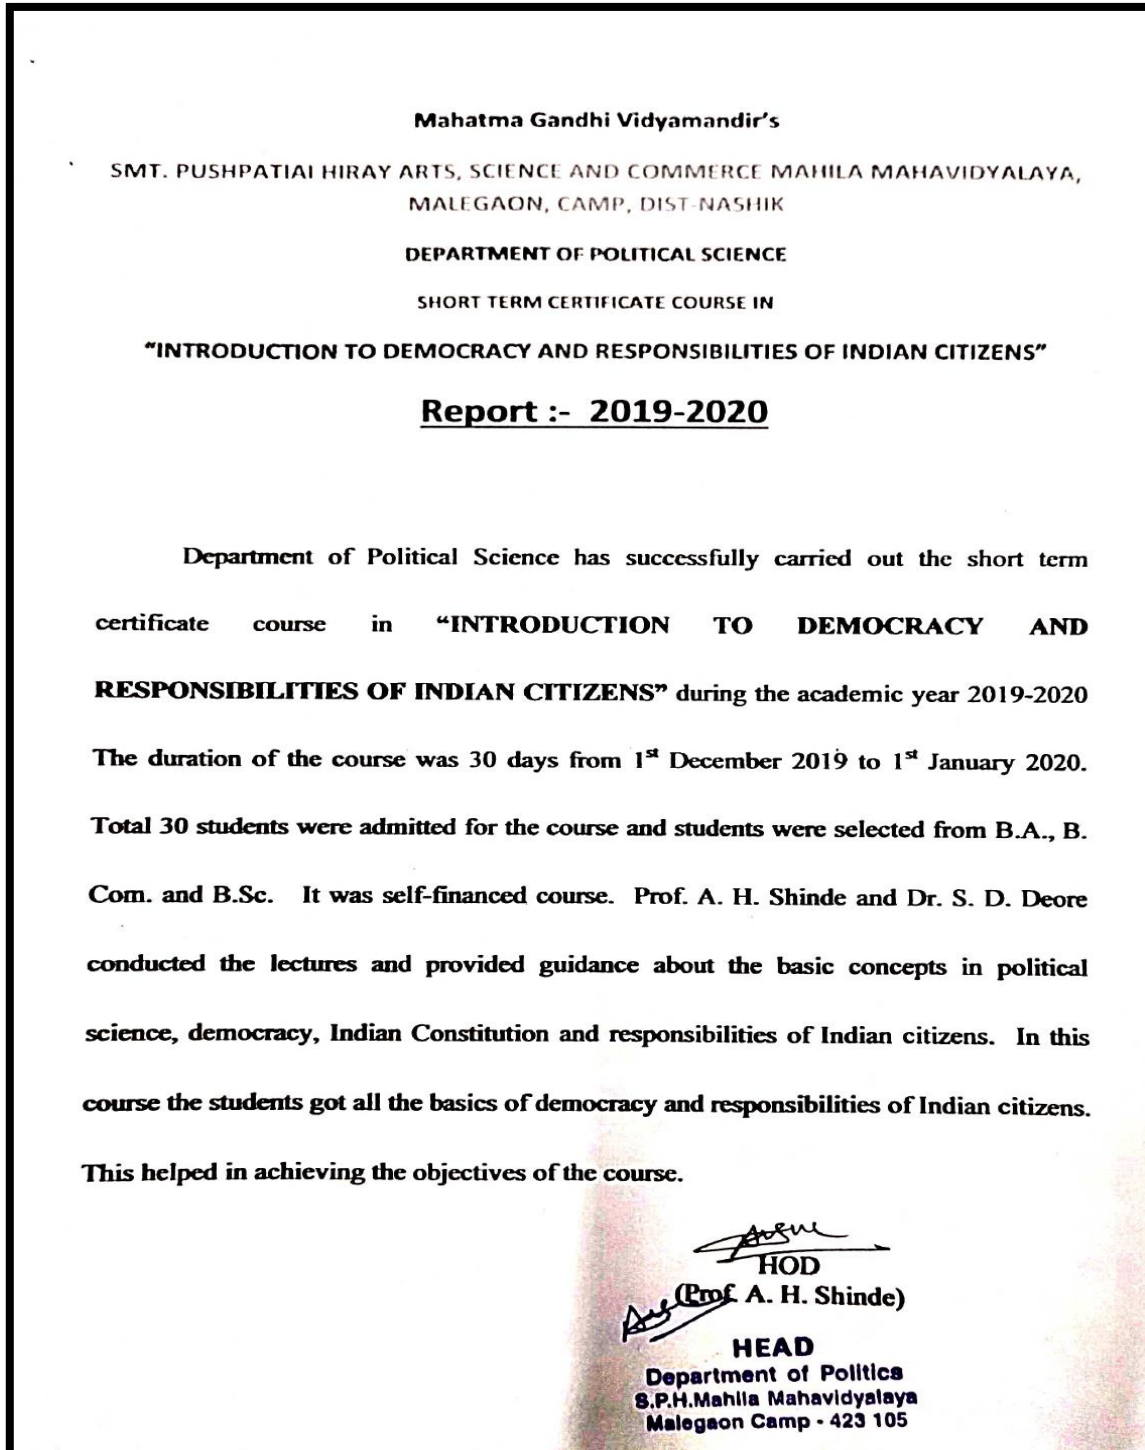 Mahatma Gandhi Vidyamandir's
SMT. PUSHPATIAI HIRAY ARTS, SCIENCE AND COMMERCE MAHILA MAHAVIDYALAYA,
MALEGAON, CAMP, DIST-NASHIK
DEPARTMENT OF POLITICAL SCIENCE
SHORT TERM CERTIFICATE COURSE IN
"INTRODUCTION TO DEMOCRACY AND RESPONSIBILITIES OF INDIAN CITIZENS"
Report :- 2019-2020
Department of Political Science has successfully carried out the short term
certificate course in “INTRODUCTION TO DEMOCRACY AND
RESPONSIBILITIES OF INDIAN CITIZENS” during the academic year 2019-2020
The duration of the course was 30 days from 1st December 2019 to 1st January 2020.
Total 30 students were admitted for the course and students were selected from B.A., B.
Com. and B.Sc. It was self-financed course. Prof. A. H. Shinde and Dr. S. D. Deore
conducted the lectures and provided guidance about the basic concepts in political
science, democracy, Indian Constitution and responsibilities of Indian citizens. In this
course the students got all the basics of democracy and responsibilities of Indian citizens.
This helped in achieving the objectives of the course.
HOD
(Prof. A. H. Shinde)
HEAD
Department of Politics
S.P.H.Mahila Mahavidyalaya
Malegaon Camp - 423 105